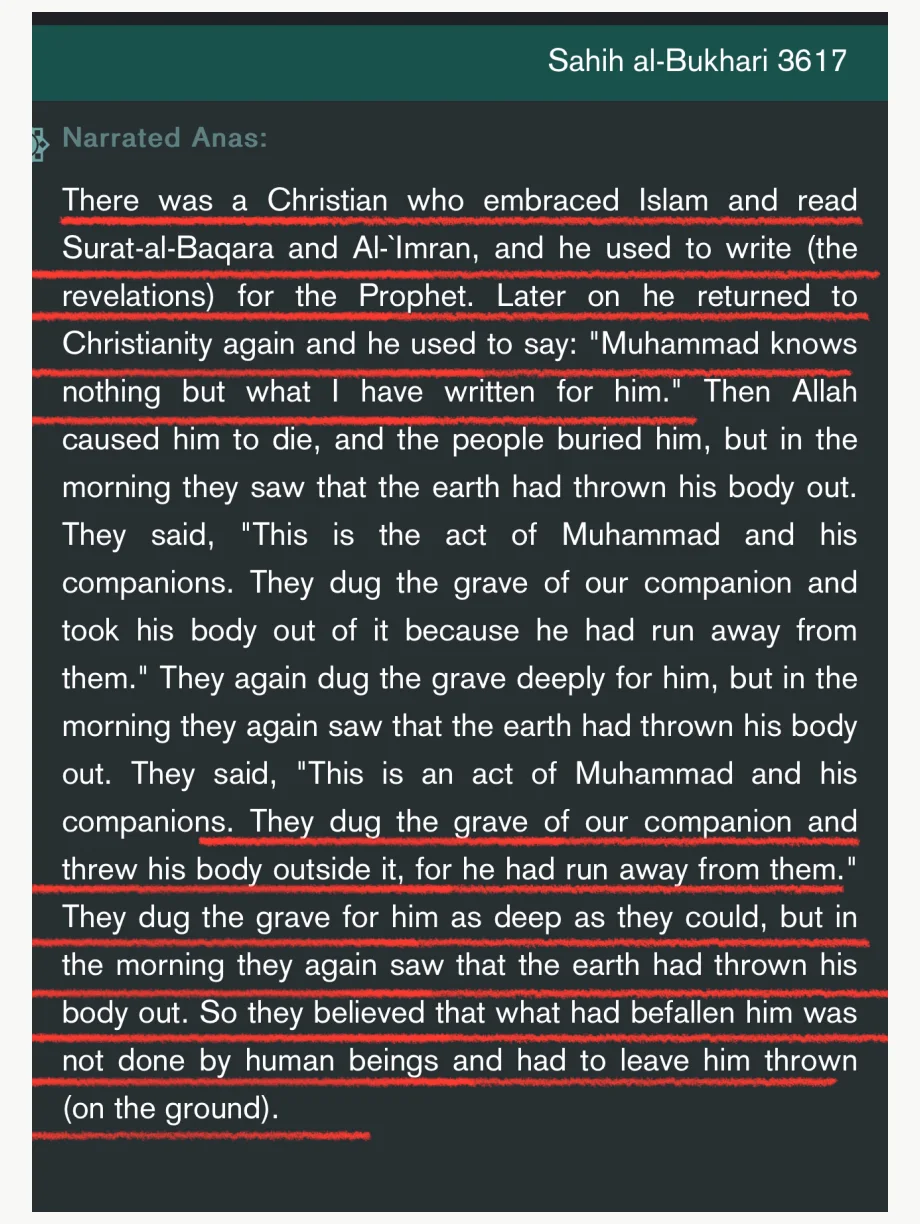 Sahih al-Bukhari 3617
Narrated Anas:
There was a Christian who embraced Islam and read
Surat-al-Baqara and Al-`Imran, and he used to write (the
revelations) for the Prophet. Later on he returned to
Christianity again and he used to say: "Muhammad knows
nothing but what I have written for him." Then Allah
caused him to die, and the people buried him, but in the
morning they saw that the earth had thrown his body out.
They said, "This is the act of Muhammad and his
companions. They dug the grave of our companion and
took his body out of it because he had run away from
them." They again dug the grave deeply for him, but in the
morning they again saw that the earth had thrown his body
out. They said, "This is an act of Muhammad and his
companions. They dug the grave of our companion and
threw his body outside it, for he had run away from them."
They dug the grave for him as deep as they could, but in
the morning they again saw that the earth had thrown his
body out. So they believed that what had befallen him was
not done by human beings and had to leave him thrown
(on the ground).